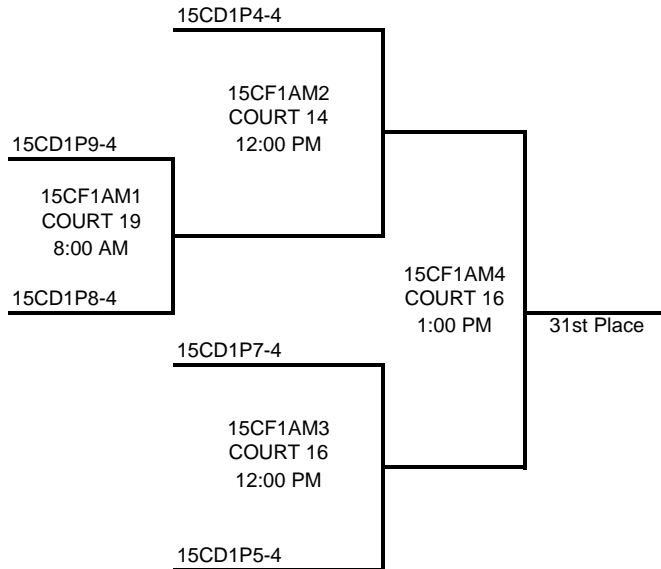 15CD1P4-4
15CF1AM2
COURT 14
12:00 PM
15CD1P9-4
15CF1AM1
COURT 19
8:00 AM
15CD1P8-4
15CF1AM4
COURT 16
1:00 PM
31st Place
15CD1P7-4
15CF1AM3
COURT 16
12:00 PM
15CD1P5-4